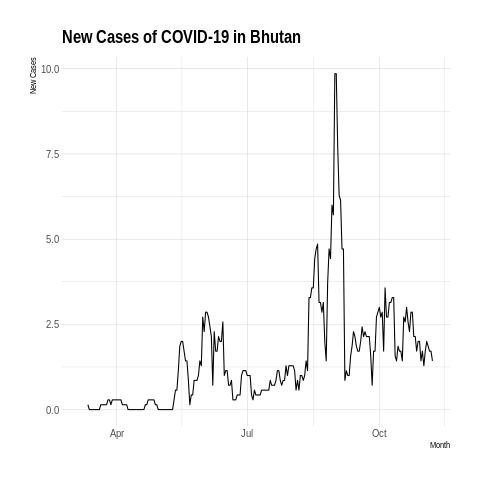 New Cases of COVID-19 in Bhutan
New Cases
10.0
7.5
5.0
2.5
0.0
Apr
Jul
Oct
Month